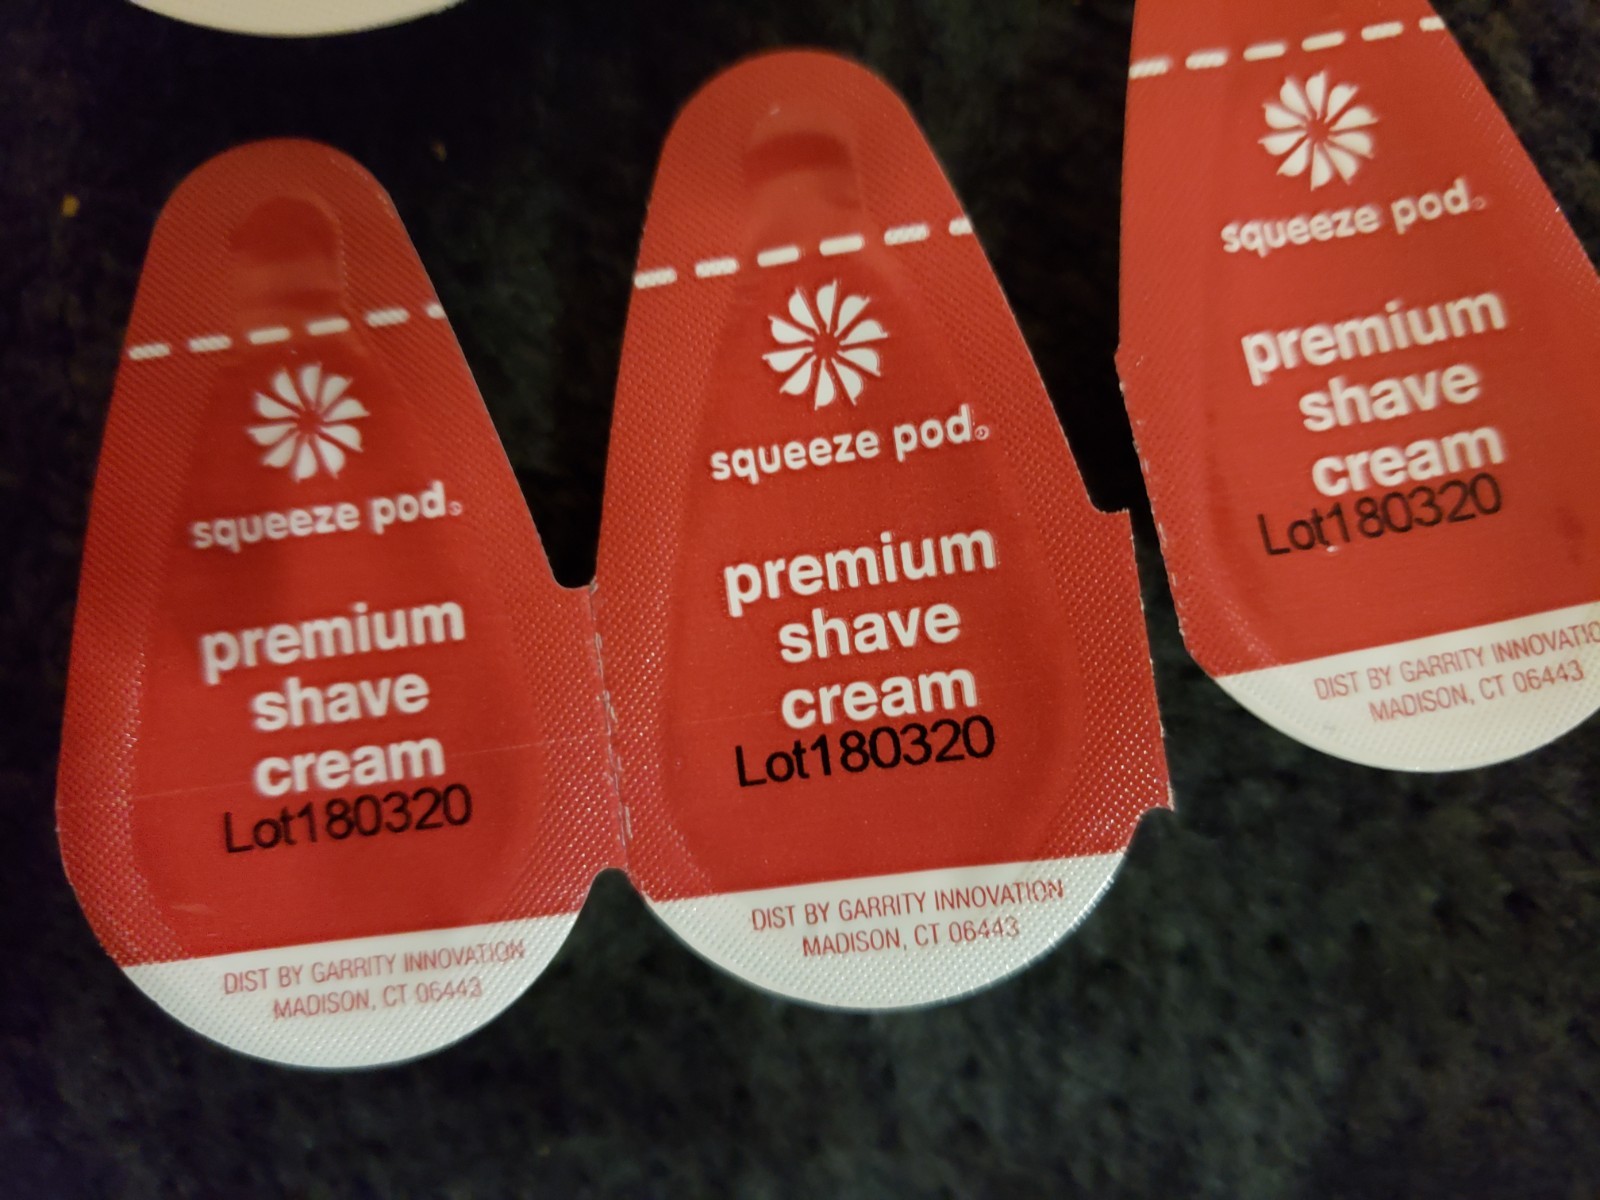 squeeze pod®
premium
shave
cream
Lot180320
DIST BY GARRITY INNOVATION
MADISON, CT 06443
squeeze pod®
premium
shave
cream
Lot180320
DIST BY GARRITY INNOVATION
MADISON, CT 06443
squeeze pod®
premium
shave
cream
Lot180320
DIST BY GARRITY INNOVATIO
MADISON, CT 06443